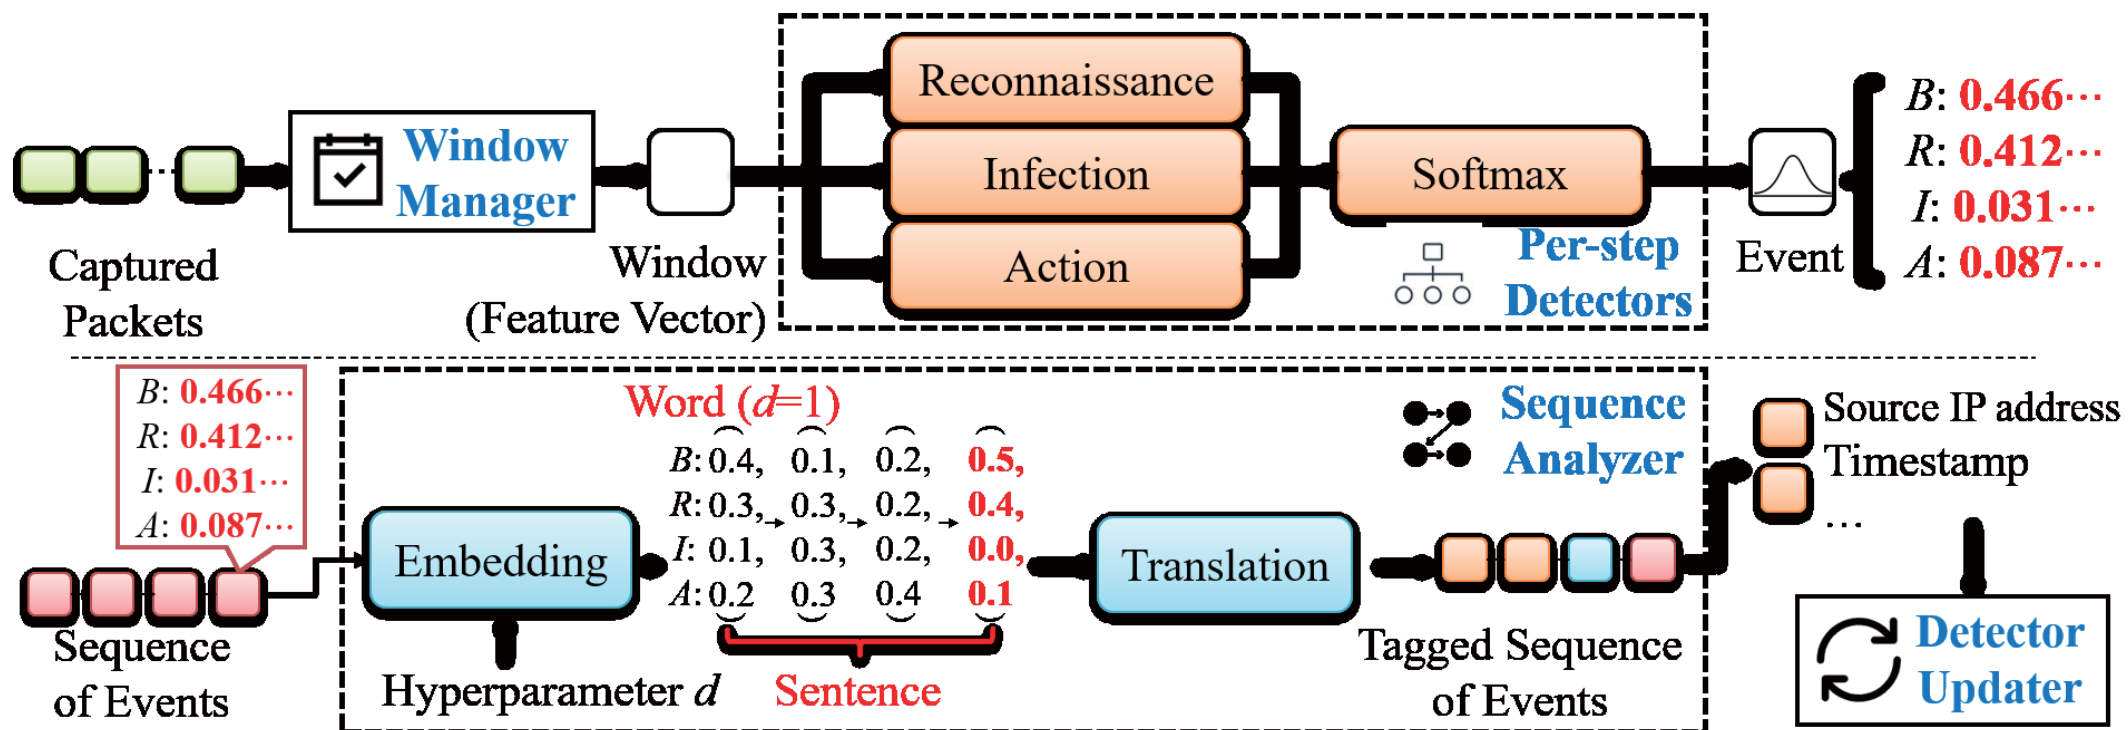 Captured
Packets
...
Window
Manager
Window
(Feature Vector)
Reconnaissance
Infection
Action
Softmax
Per-step
Detectors
Event
B: 0.466···
R: 0.412···
I: 0.031···
A: 0.087···
B: 0.466···
R: 0.412···
I: 0.031···
A: 0.087···
Sequence
of Events
Embedding
Hyperparameter d
Word (d=1)
B: 0.4, 0.1, 0.2, 0.5,
R: 0.3, 0.3, 0.2, 0.4,
I: 0.1, 0.3, 0.2, 0.0,
A: 0.2 0.3 0.4 0.1
Sentence
Translation
Sequence
Analyzer
Tagged Sequence
of Events
Source IP address
Timestamp
...
Detector
Updater